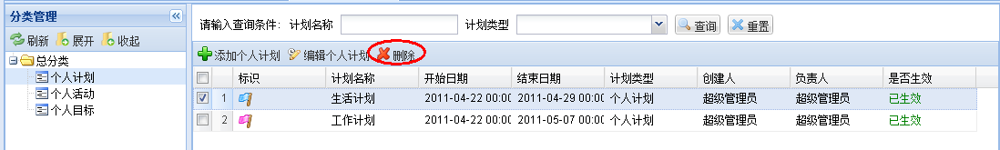 分类管理
刷新 展开 收起
总分类
个人计划
个人活动
个人目标
请输入查询条件： 计划名称 计划类型 查询 重置
添加个人计划 编辑个人计划 删除
标识 计划名称 开始日期 结束日期 计划类型 创建人 负责人 是否生效
1 生活计划 2011-04-22 00:00 2011-04-29 00:00 个人计划 超级管理员 超级管理员 已生效
2 工作计划 2011-04-22 00:00 2011-05-07 00:00 个人计划 超级管理员 超级管理员 已生效